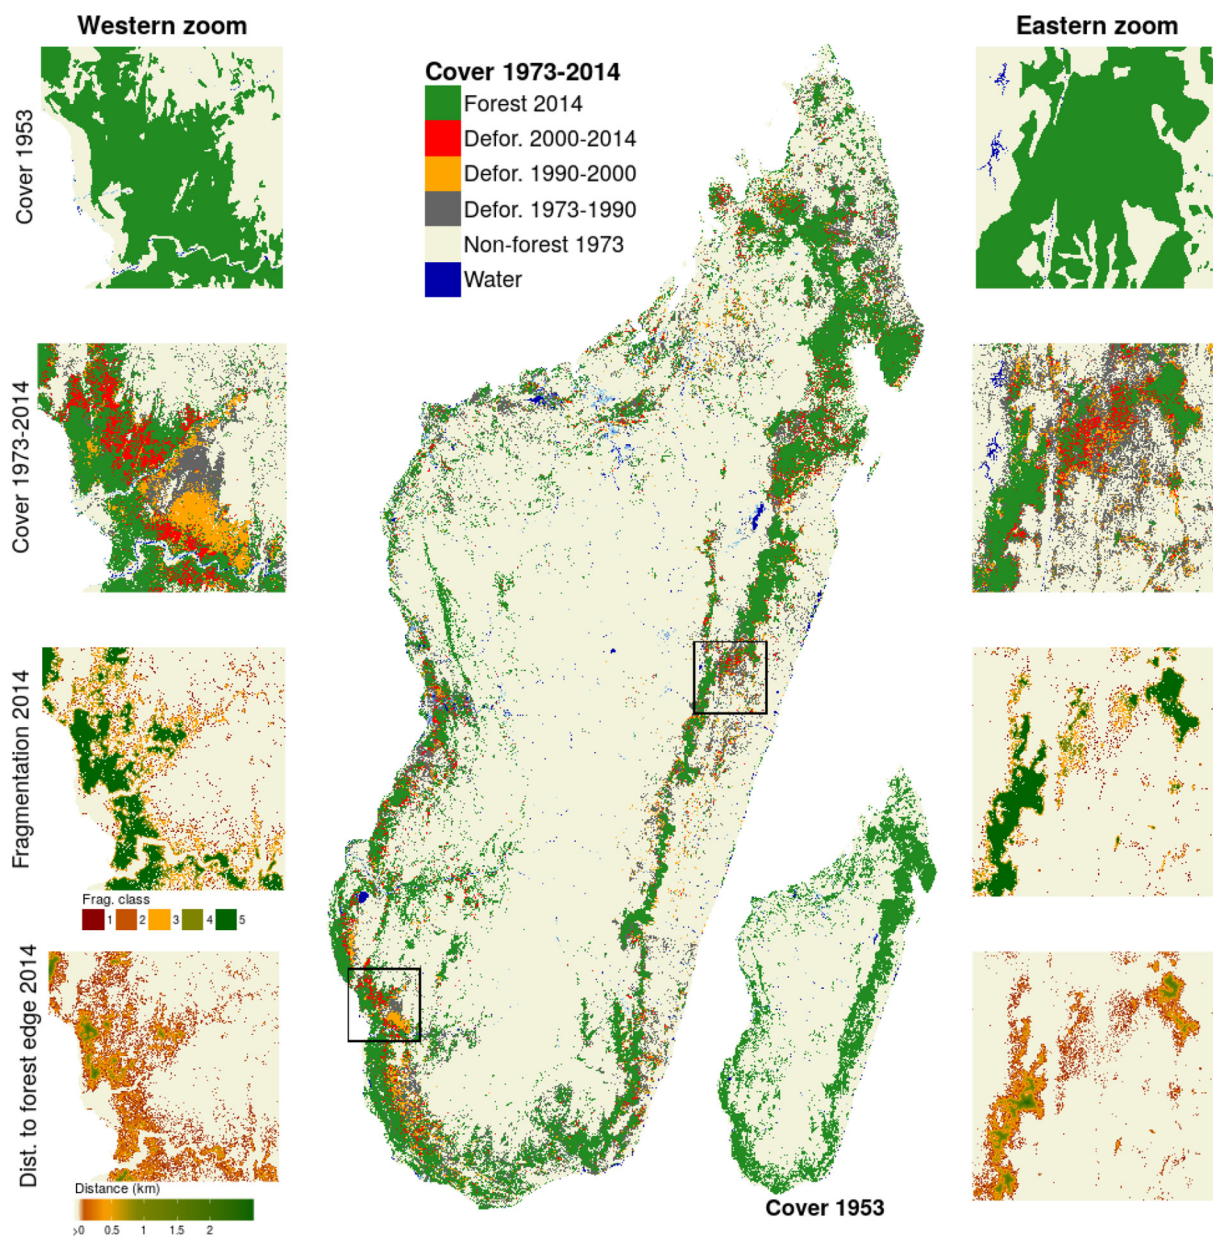 Western zoom
Eastern zoom
Cover 1953
Cover 1973-2014
Forest 2014
Defor. 2000-2014
Defor. 1990-2000
Defor. 1973-1990
Non-forest 1973
Water
Cover 1973-2014
Fragmentation 2014
Frag. class
1 2 3 4 5
Dist. to forest edge 2014
Distance (km)
>0 0.5 1 1.5 2
Cover 1953